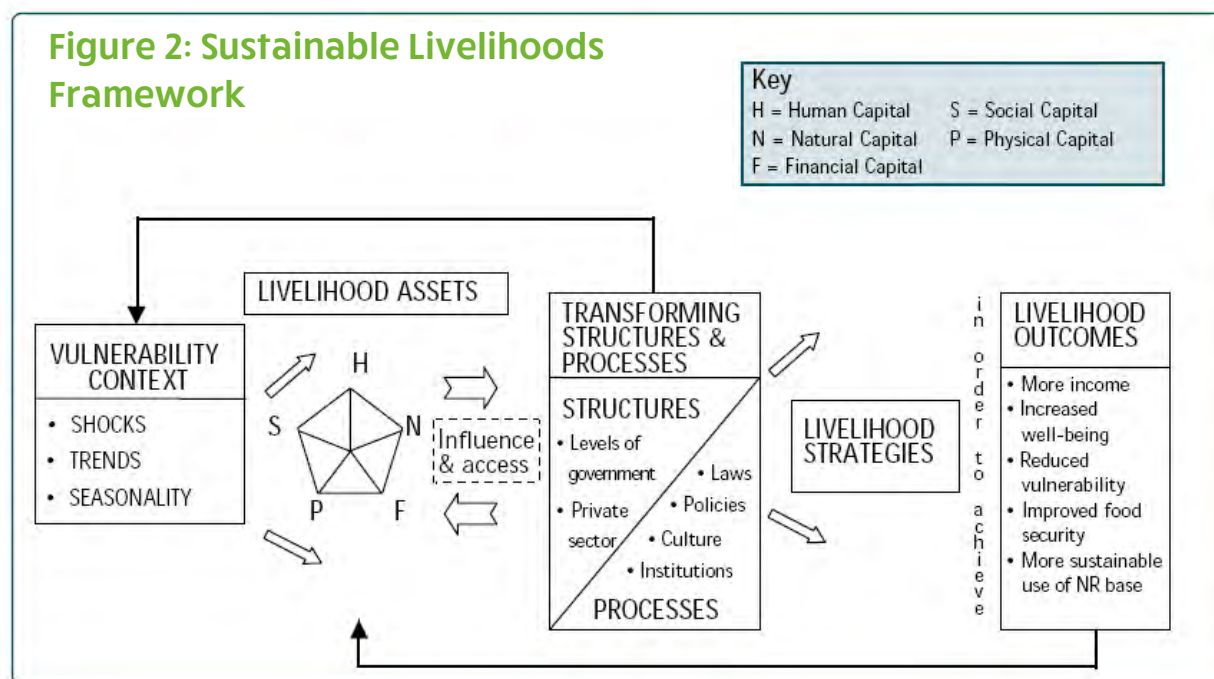 Figure 2: Sustainable Livelihoods
Framework
Key
H = Human Capital S = Social Capital
N = Natural Capital P = Physical Capital
F = Financial Capital
LIVELIHOOD ASSETS
VULNERABILITY
CONTEXT
• SHOCKS
• TRENDS
• SEASONALITY
H
S
N
P
F
Influence
& access
TRANSFORMING
STRUCTURES &
PROCESSES
STRUCTURES
• Levels of
government
• Private
sector
• Laws
• Policies
• Culture
• Institutions
PROCESSES
LIVELIHOOD
STRATEGIES
in order to achieve
LIVELIHOOD
OUTCOMES
• More income
• Increased
well-being
• Reduced
vulnerability
• Improved food
security
• More sustainable
use of NR base